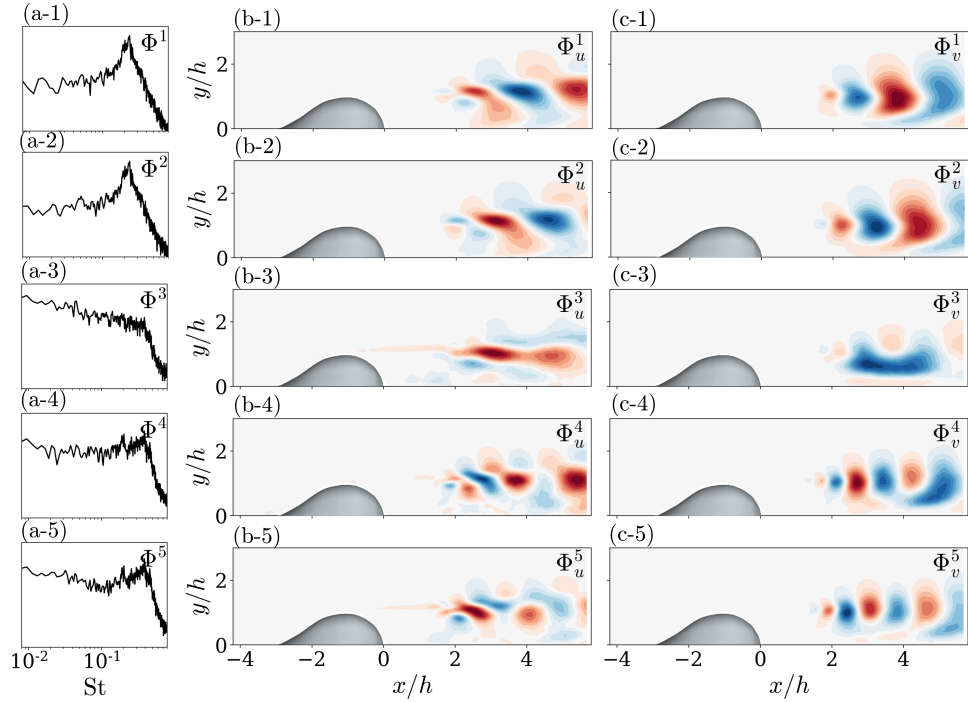 (a-1) (b-1) (c-1)
Φ¹ Φ¹ᵤ Φ¹ᵥ
y/h
2
0
(a-2) (b-2) (c-2)
Φ² Φ²ᵤ Φ²ᵥ
y/h
2
0
(a-3) (b-3) (c-3)
Φ³ Φ³ᵤ Φ³ᵥ
y/h
2
0
(a-4) (b-4) (c-4)
Φ⁴ Φ⁴ᵤ Φ⁴ᵥ
y/h
2
0
(a-5) (b-5) (c-5)
Φ⁵ Φ⁵ᵤ Φ⁵ᵥ
y/h
2
0
10⁻² 10⁻¹ −4 −2 0 2 4 −4 −2 0 2 4
St x/h x/h